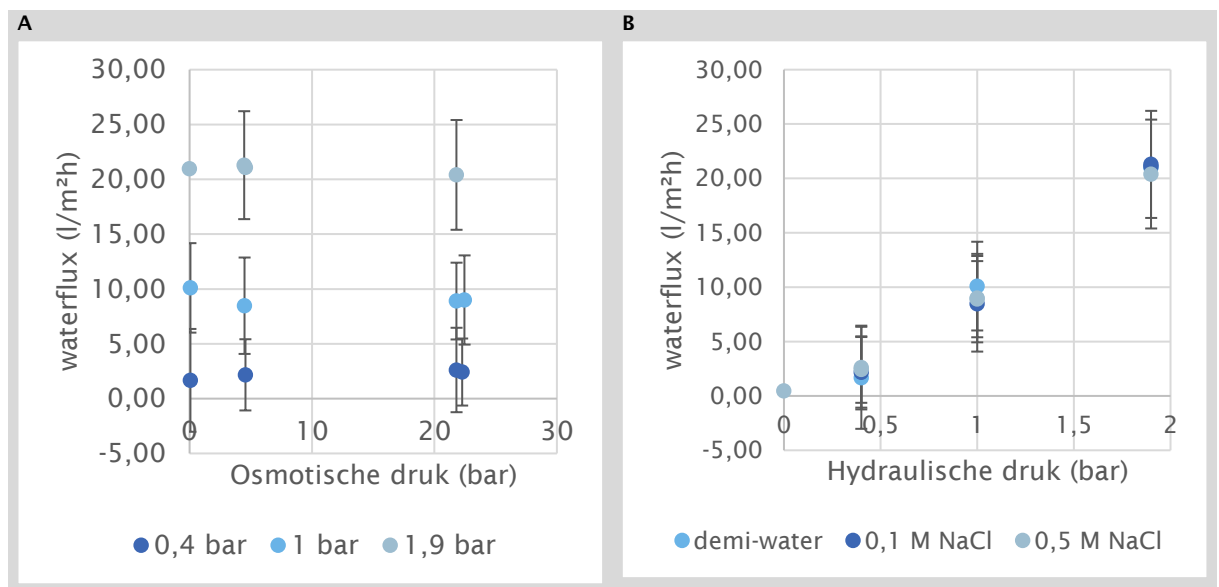 A
waterflux (l/m²h)
30,00
25,00
20,00
15,00
10,00
5,00
0,00
-5,00
0
10
20
30
Osmotische druk (bar)
0,4 bar
1 bar
1,9 bar
B
waterflux (l/m²h)
30,00
25,00
20,00
15,00
10,00
5,00
0,00
-5,00
0
0,5
1
1,5
2
Hydraulische druk (bar)
demi-water
0,1 M NaCl
0,5 M NaCl